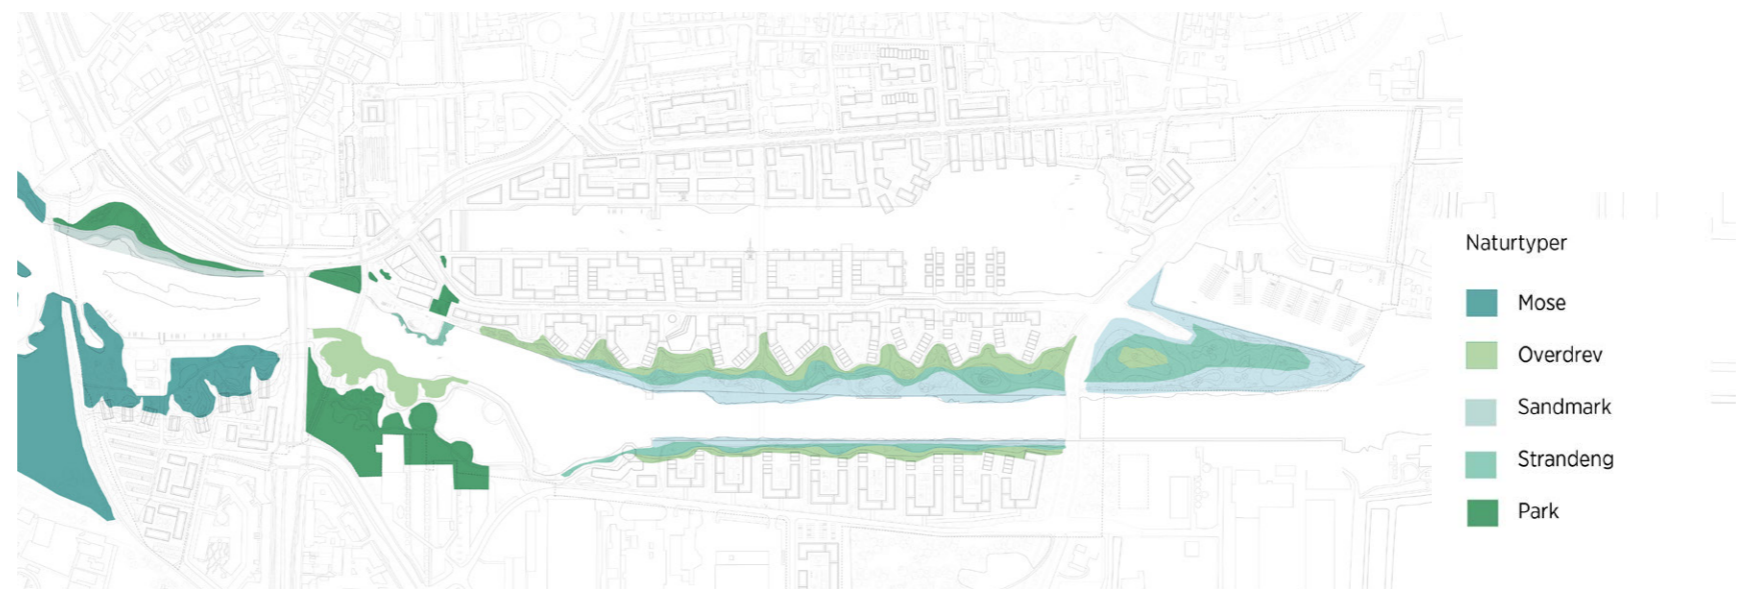 Naturtyper
Mose
Overdrev
Sandmark
Strandeng
Park